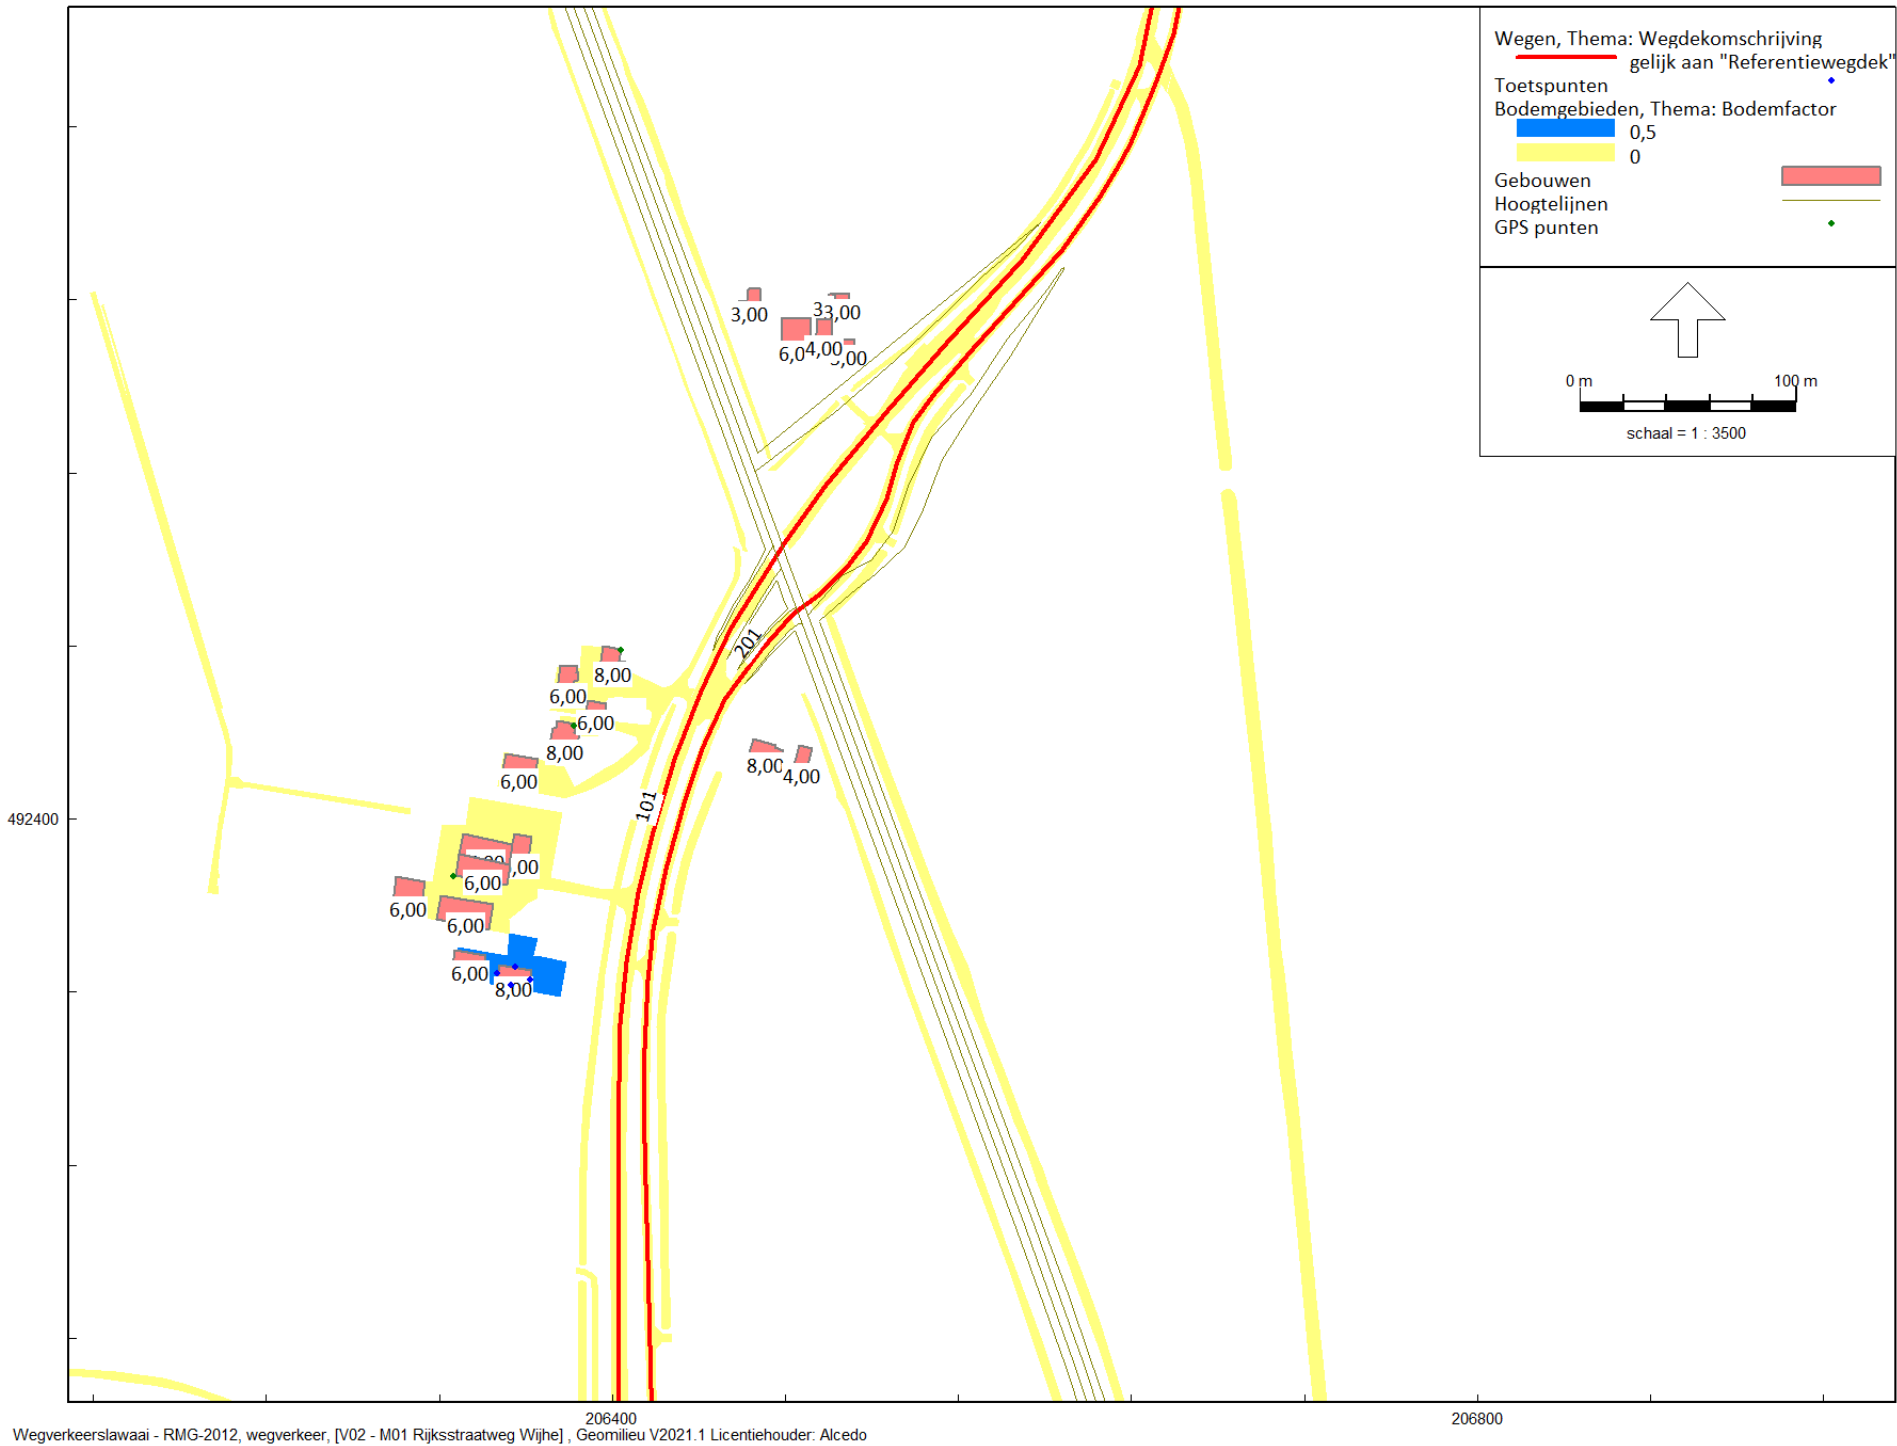 Wegen, Thema: Wegdekomschrijving
gelijk aan "Referentiewegdek"
Toetspunten
Bodemgebieden, Thema: Bodemfactor
0,5
0
Gebouwen
Hoogtelijnen
GPS punten
0 m 100 m
schaal = 1 : 3500
3,00
3,00
4,00
201
8,00
6,00
6,00
8,00
6,00
8,00
4,00
101
492400
,00
6,00
6,00
6,00
6,00
8,00
206400
206800
Wegverkeerslawaai - RMG-2012, wegverkeer, [V02 - M01 Rijksstraatweg Wijhe] , Geomilieu V2021.1 Licentiehouder: Alcedo